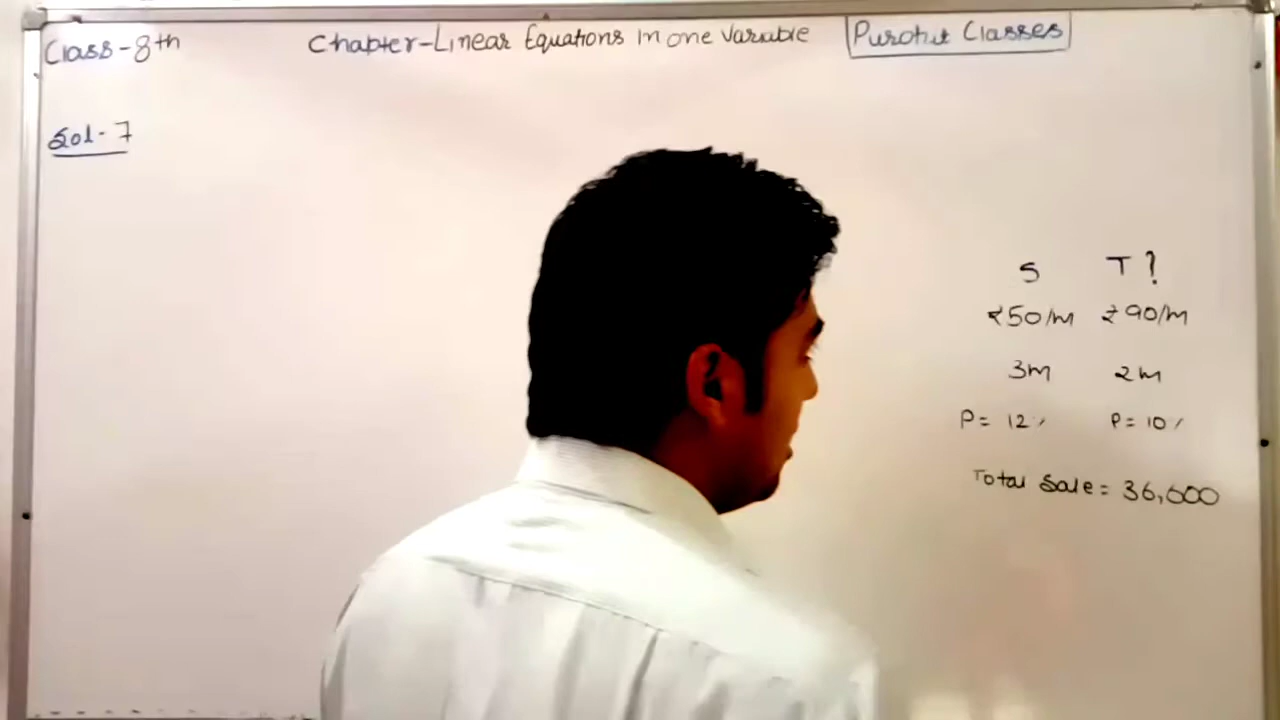 Class-8th Chapter-Linear Equations in one Variable Purohit Classes
Sol-7
S T?
₹50/m ₹90/m
3m 2m
P= 12% P= 10%
Total Sale = 36,600